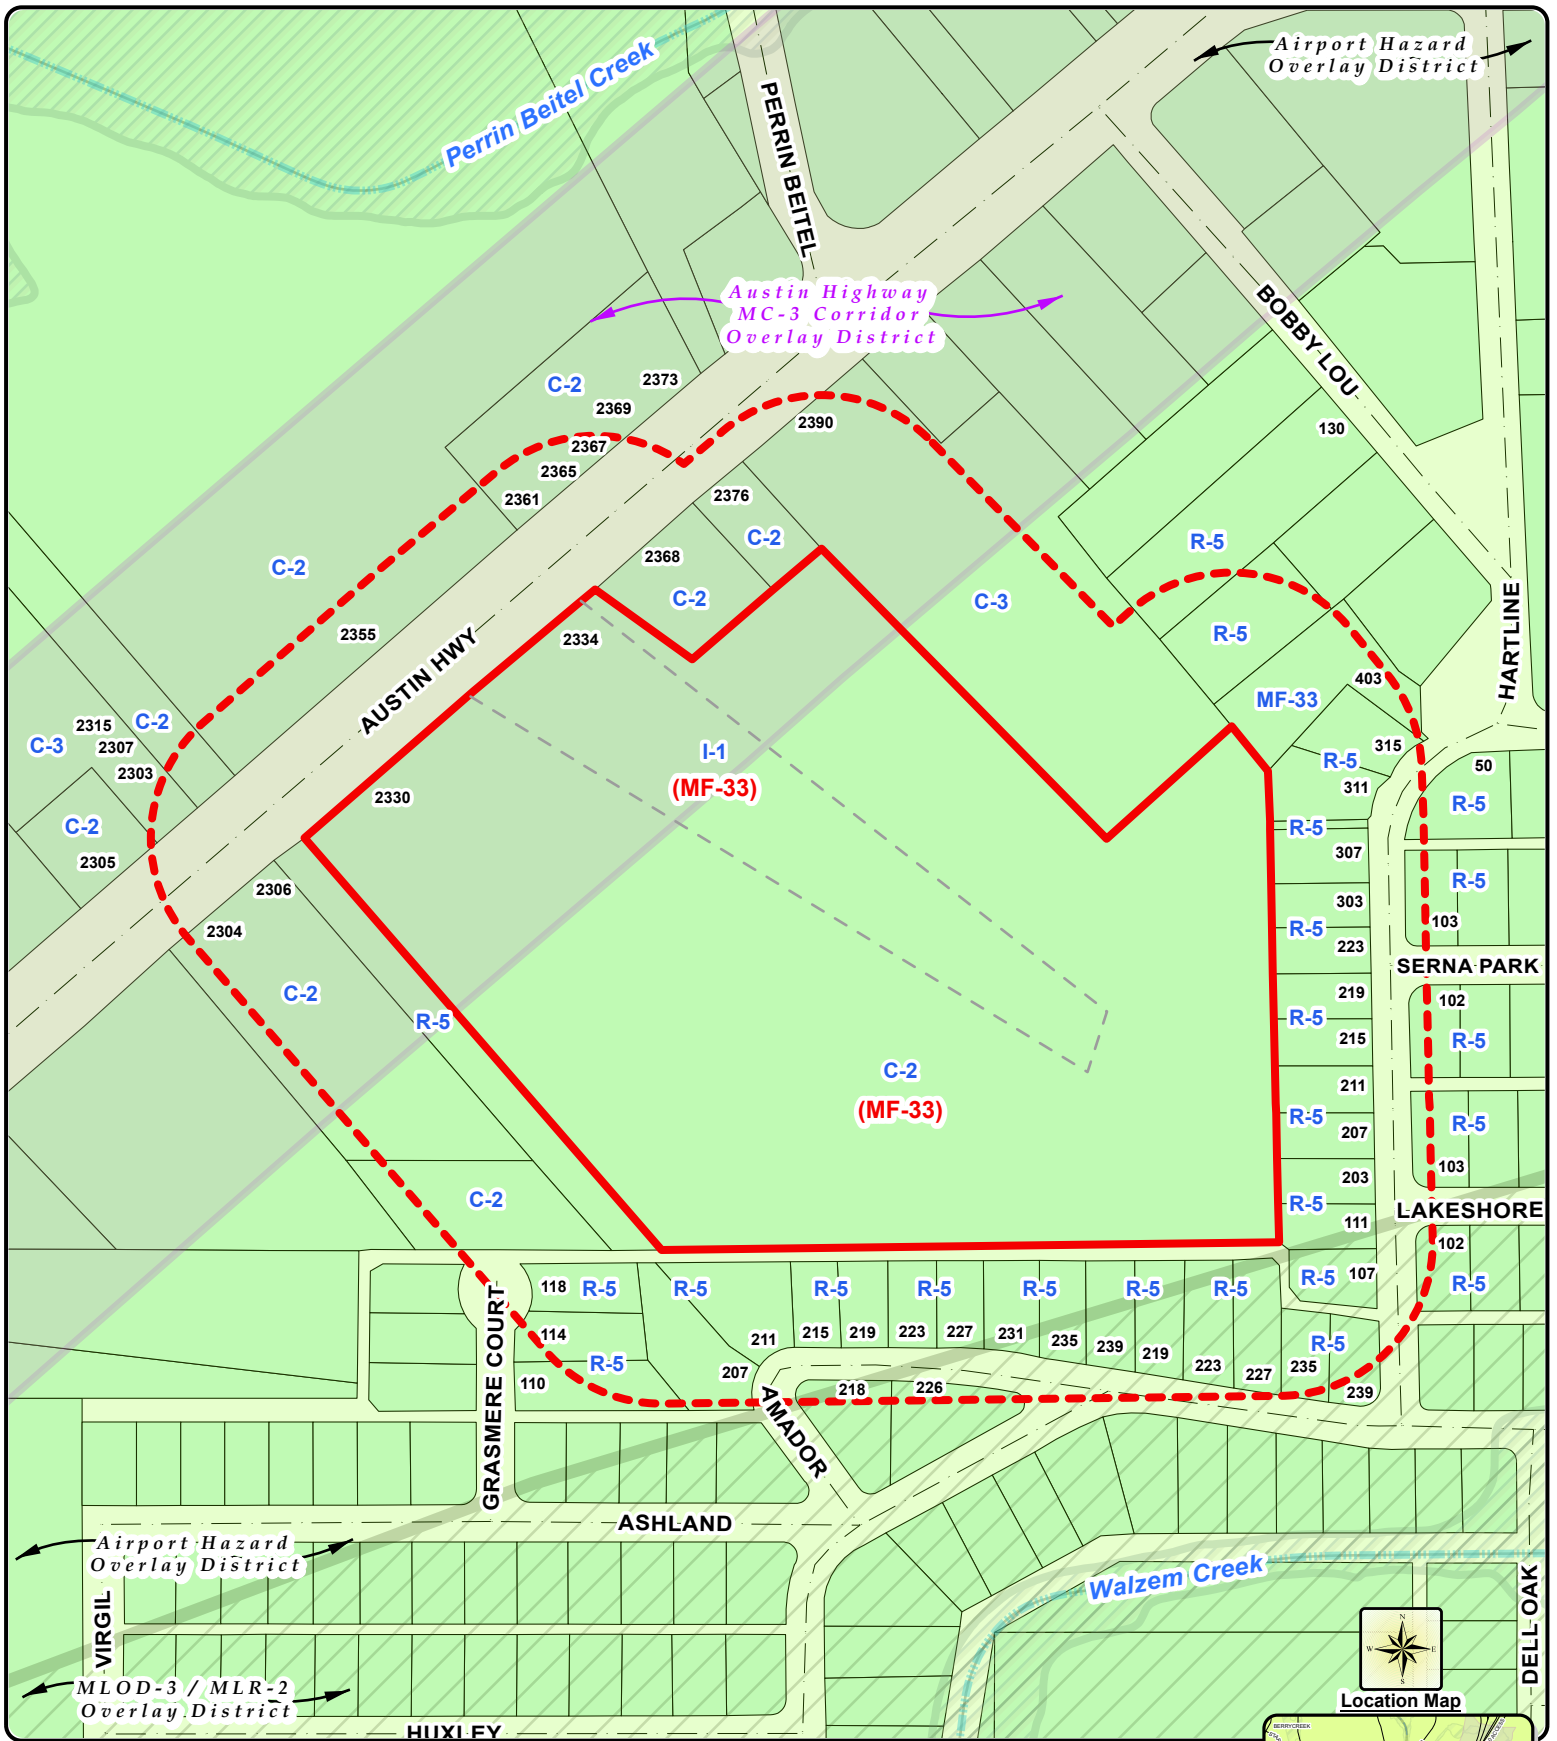 Airport Hazard
Overlay District
Perrin Beitel Creek
PERRIN BEITEL
Austin Highway
MC-3 Corridor
Overlay District
BOBBY LOU
130
C-2
2373
2369
2367
2365
2361
2390
2376
C-2
2368
C-2
C-2
2355
AUSTIN HWY
2334
C-3
R-5
R-5
HARTLINE
MF-33
403
315
R-5
311
50
R-5
2315
C-2
C-3
2307
2303
C-2
2305
I-1
(MF-33)
2330
R-5
307
R-5
103
303
R-5
223
SERNA PARK
2306
2304
C-2
R-5
219
R-5
215
102
R-5
C-2
(MF-33)
211
R-5
207
R-5
103
203
R-5
111
LAKESHORE
102
R-5
C-2
118
R-5
R-5
R-5
R-5
R-5
R-5
R-5
R-5
107
114
R-5
110
211
207
215
219
223
227
231
235
239
219
223
227
235
R-5
239
218
226
GRASMERE COURT
AMADOR
ASHLAND
Airport Hazard
Overlay District
VIRGIL
MLOD-3 / MLR-2
Overlay District
HUXLEY
Walzem Creek
DELL OAK
N
W
E
S
Location Map
BERRYCREEK